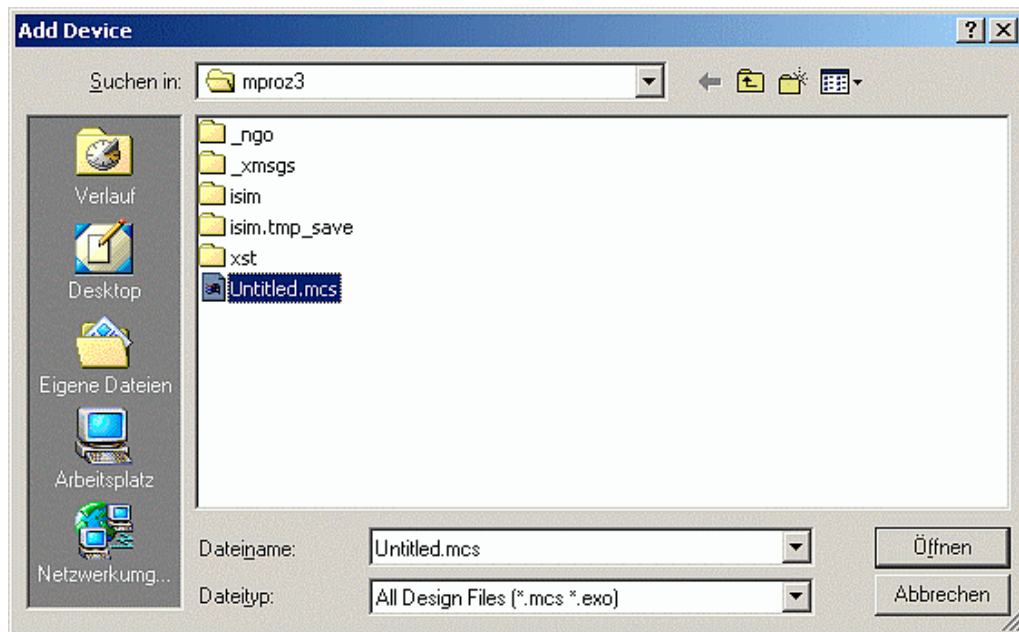 Add Device
Suchen in:
mproz3
_ngo
_xmsgs
isim
isim.tmp_save
xst
Untitled.mcs
Verlauf
Desktop
Eigene Dateien
Arbeitsplatz
Netzwerkumg...
Dateiname:
Untitled.mcs
Öffnen
Dateityp:
All Design Files (*.mcs *.exo)
Abbrechen